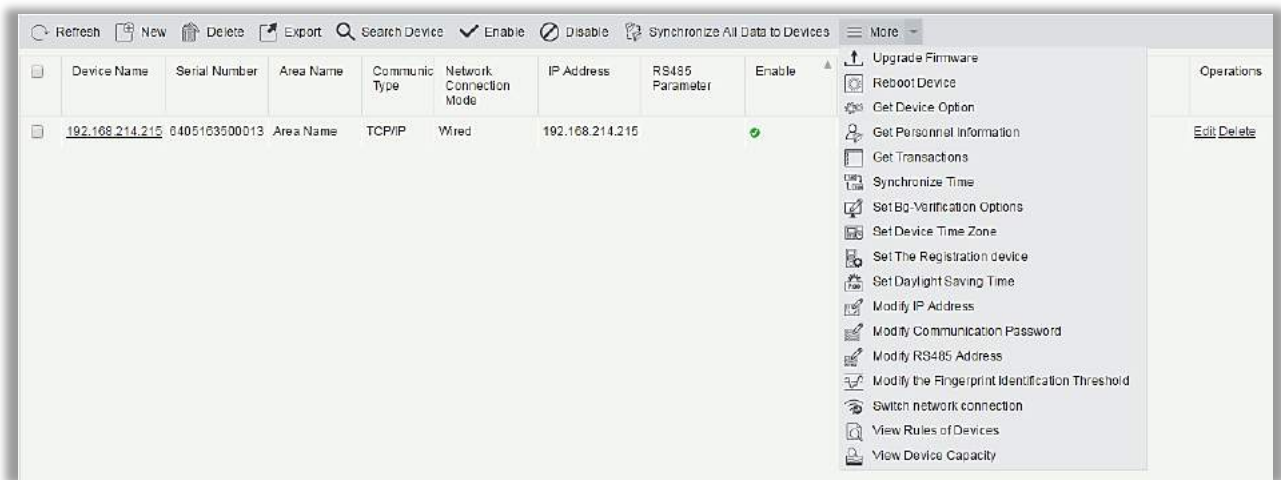 Refresh New Delete Export Search Device Enable Disable Synchronize All Data to Devices More
Device Name Serial Number Area Name Communic Type Network Connection Mode IP Address RS485 Parameter Enable Operations
192.168.214.215 6405163500013 Area Name TCP/IP Wired 192.168.214.215 Edit Delete
Upgrade Firmware
Reboot Device
Get Device Option
Get Personnel Information
Get Transactions
Synchronize Time
Set Bg-Verification Options
Set Device Time Zone
Set The Registration device
Set Daylight Saving Time
Modify IP Address
Modify Communication Password
Modify RS485 Address
Modify the Fingerprint Identification Threshold
Switch network connection
View Rules of Devices
View Device Capacity